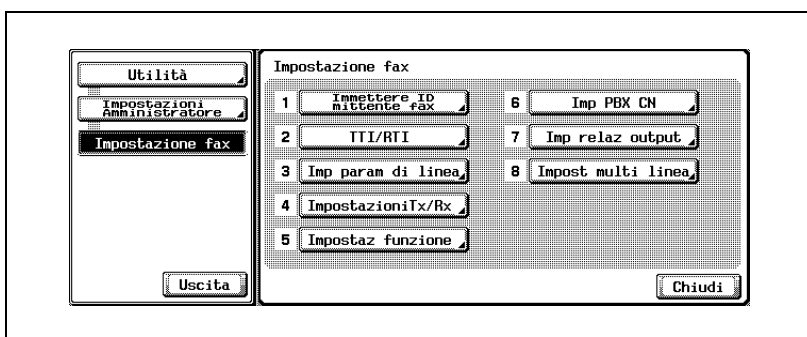 Utilità
Impostazioni
Amministratore
Impostazione fax
Uscita
Impostazione fax
1 Immettere ID
mittente fax
2 TTI/RTI
3 Imp param di linea
4 ImpostazioniTx/Rx
5 Impostaz funzione
6 Imp PBX CN
7 Imp relaz output
8 Impost multi linea
Chiudi